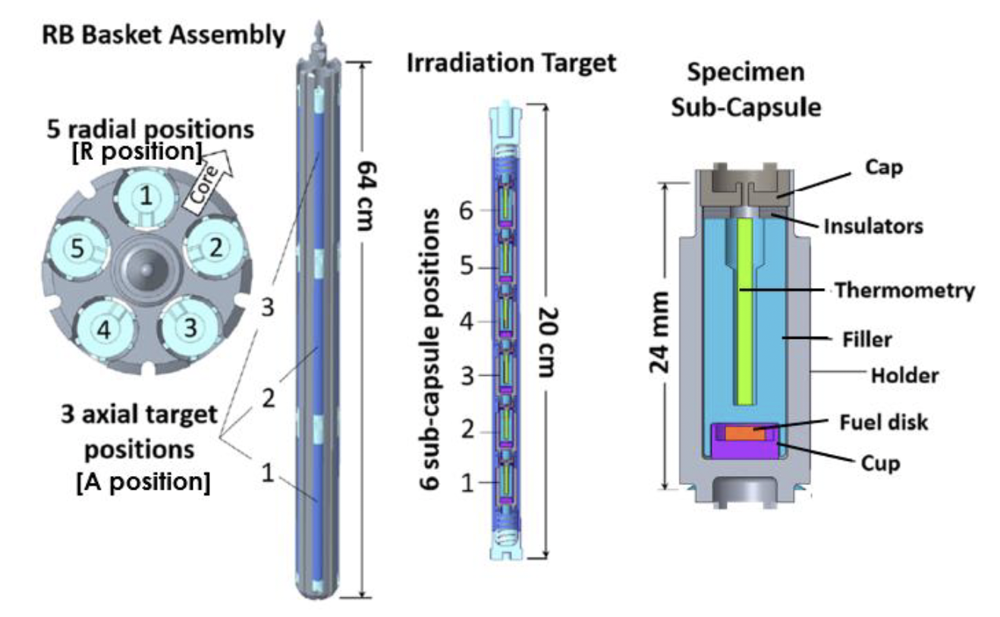 RB Basket Assembly
5 radial positions
[R position]
Core
1
2
3
4
5
3 axial target
positions
[A position]
3
2
1
64 cm
Irradiation Target
6 sub-capsule positions
6
5
4
3
2
1
20 cm
Specimen
Sub-Capsule
24 mm
Cap
Insulators
Thermometry
Filler
Holder
Fuel disk
Cup